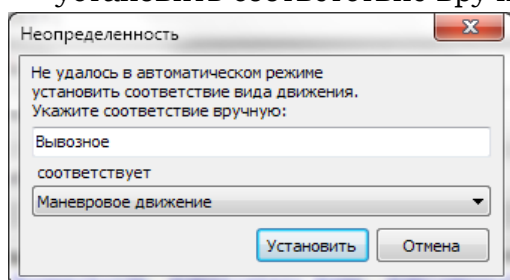 Неопределенность
Не удалось в автоматическом режиме
установить соответствие вида движения.
Укажите соответствие вручную:
Вывозное
соответствует
Маневровое движение
Установить Отмена